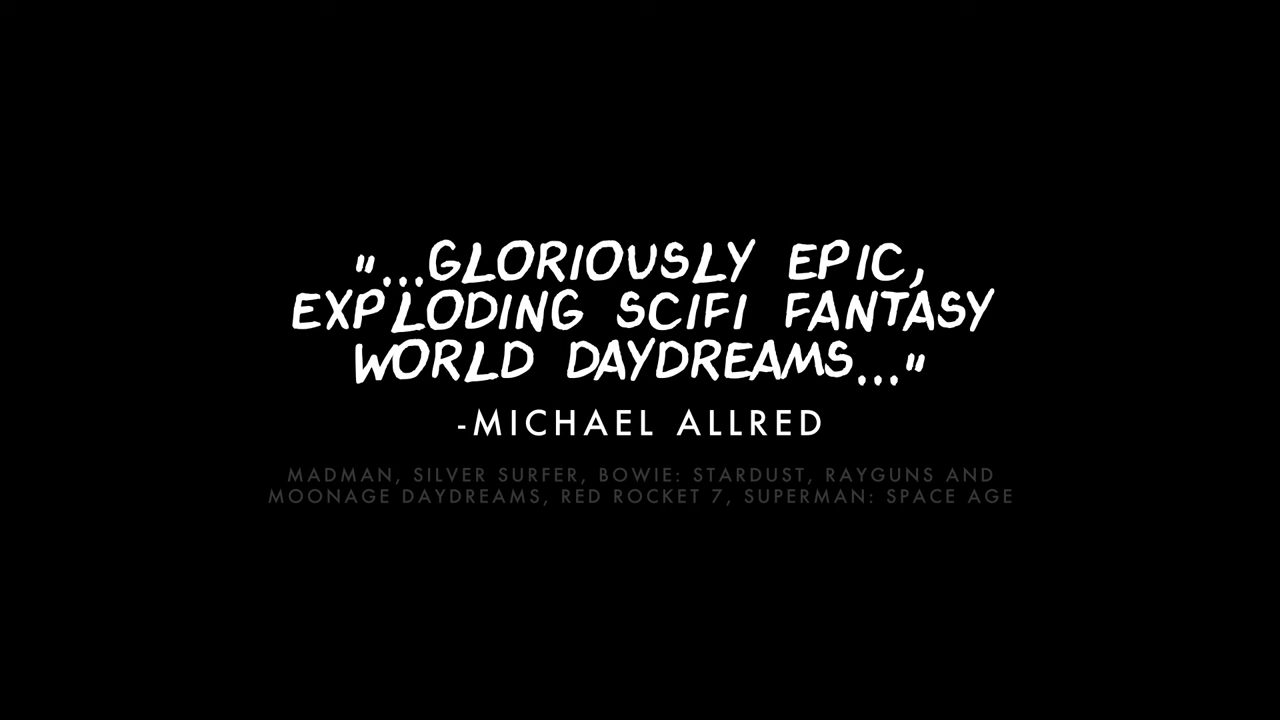 "...GLORIOUSLY EPIC,
EXPLODING SCIFI FANTASY
WORLD DAYDREAMS..."
-MICHAEL ALLRED
MADMAN, SILVER SURFER, BOWIE: STARDUST, RAYGUNS AND
MOONAGE DAYDREAMS, RED ROCKET 7, SUPERMAN: SPACE AGE